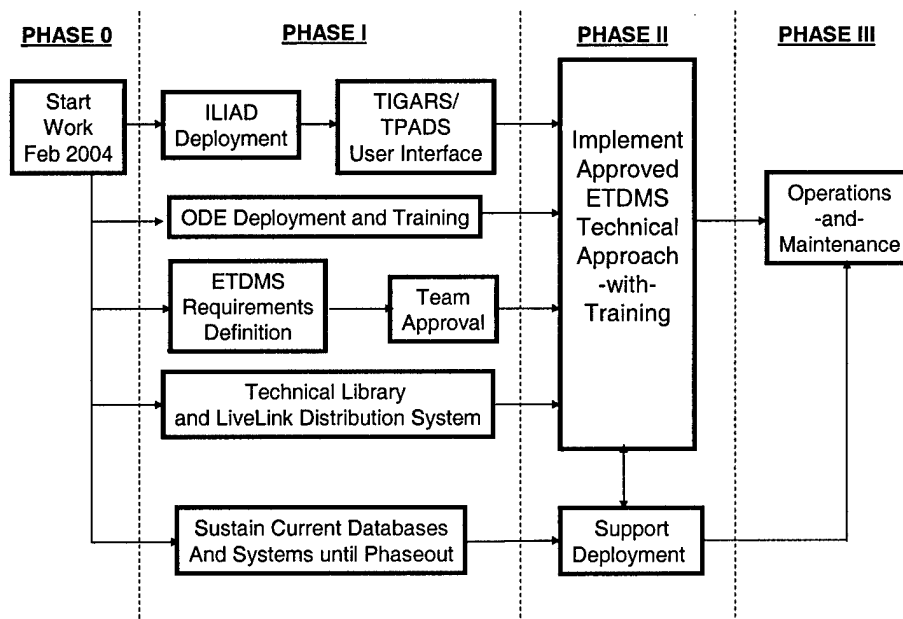 PHASE 0
PHASE I
PHASE II
PHASE III
Start
Work
Feb 2004
ILIAD
Deployment
TIGARS/
TPADS
User Interface
ODE Deployment and Training
ETDMS
Requirements
Definition
Team
Approval
Technical Library
and LiveLink Distribution System
Sustain Current Databases
And Systems until Phaseout
Implement
Approved
ETDMS
Technical
Approach
-with-
Training
Support
Deployment
Operations
-and-
Maintenance